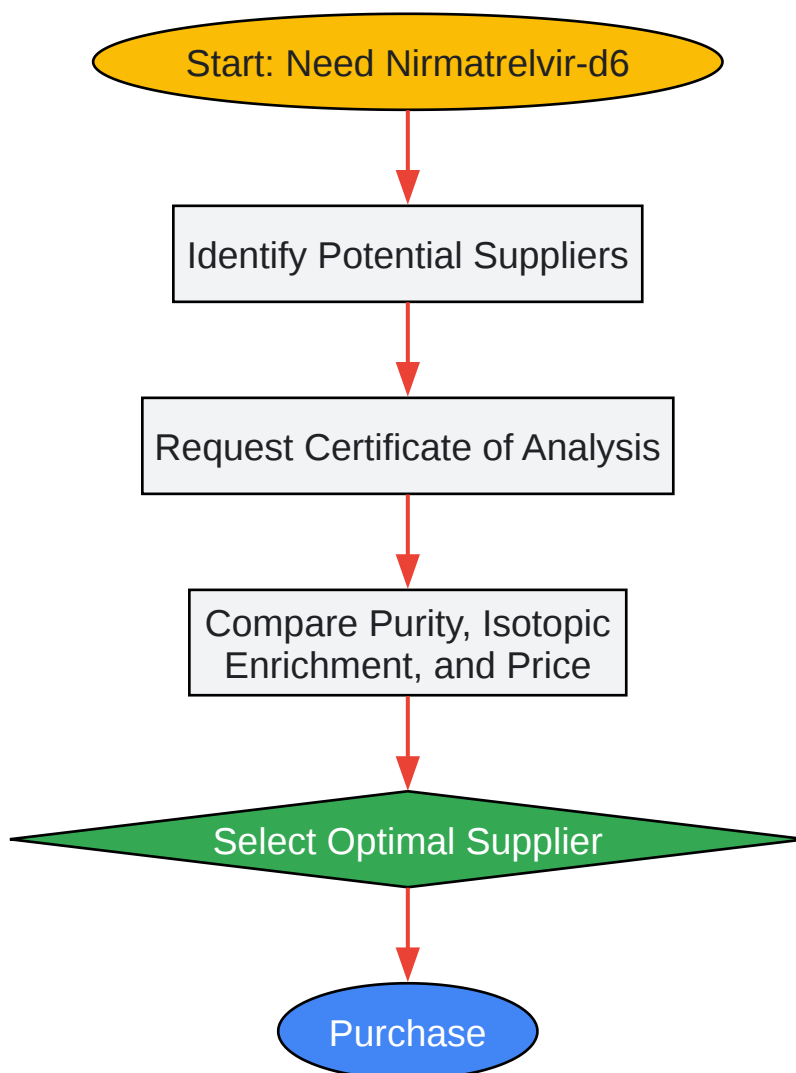 Start: Need Nirmatrelvir-d6
Identify Potential Suppliers
Request Certificate of Analysis
Compare Purity, Isotopic
Enrichment, and Price
Select Optimal Supplier
Purchase